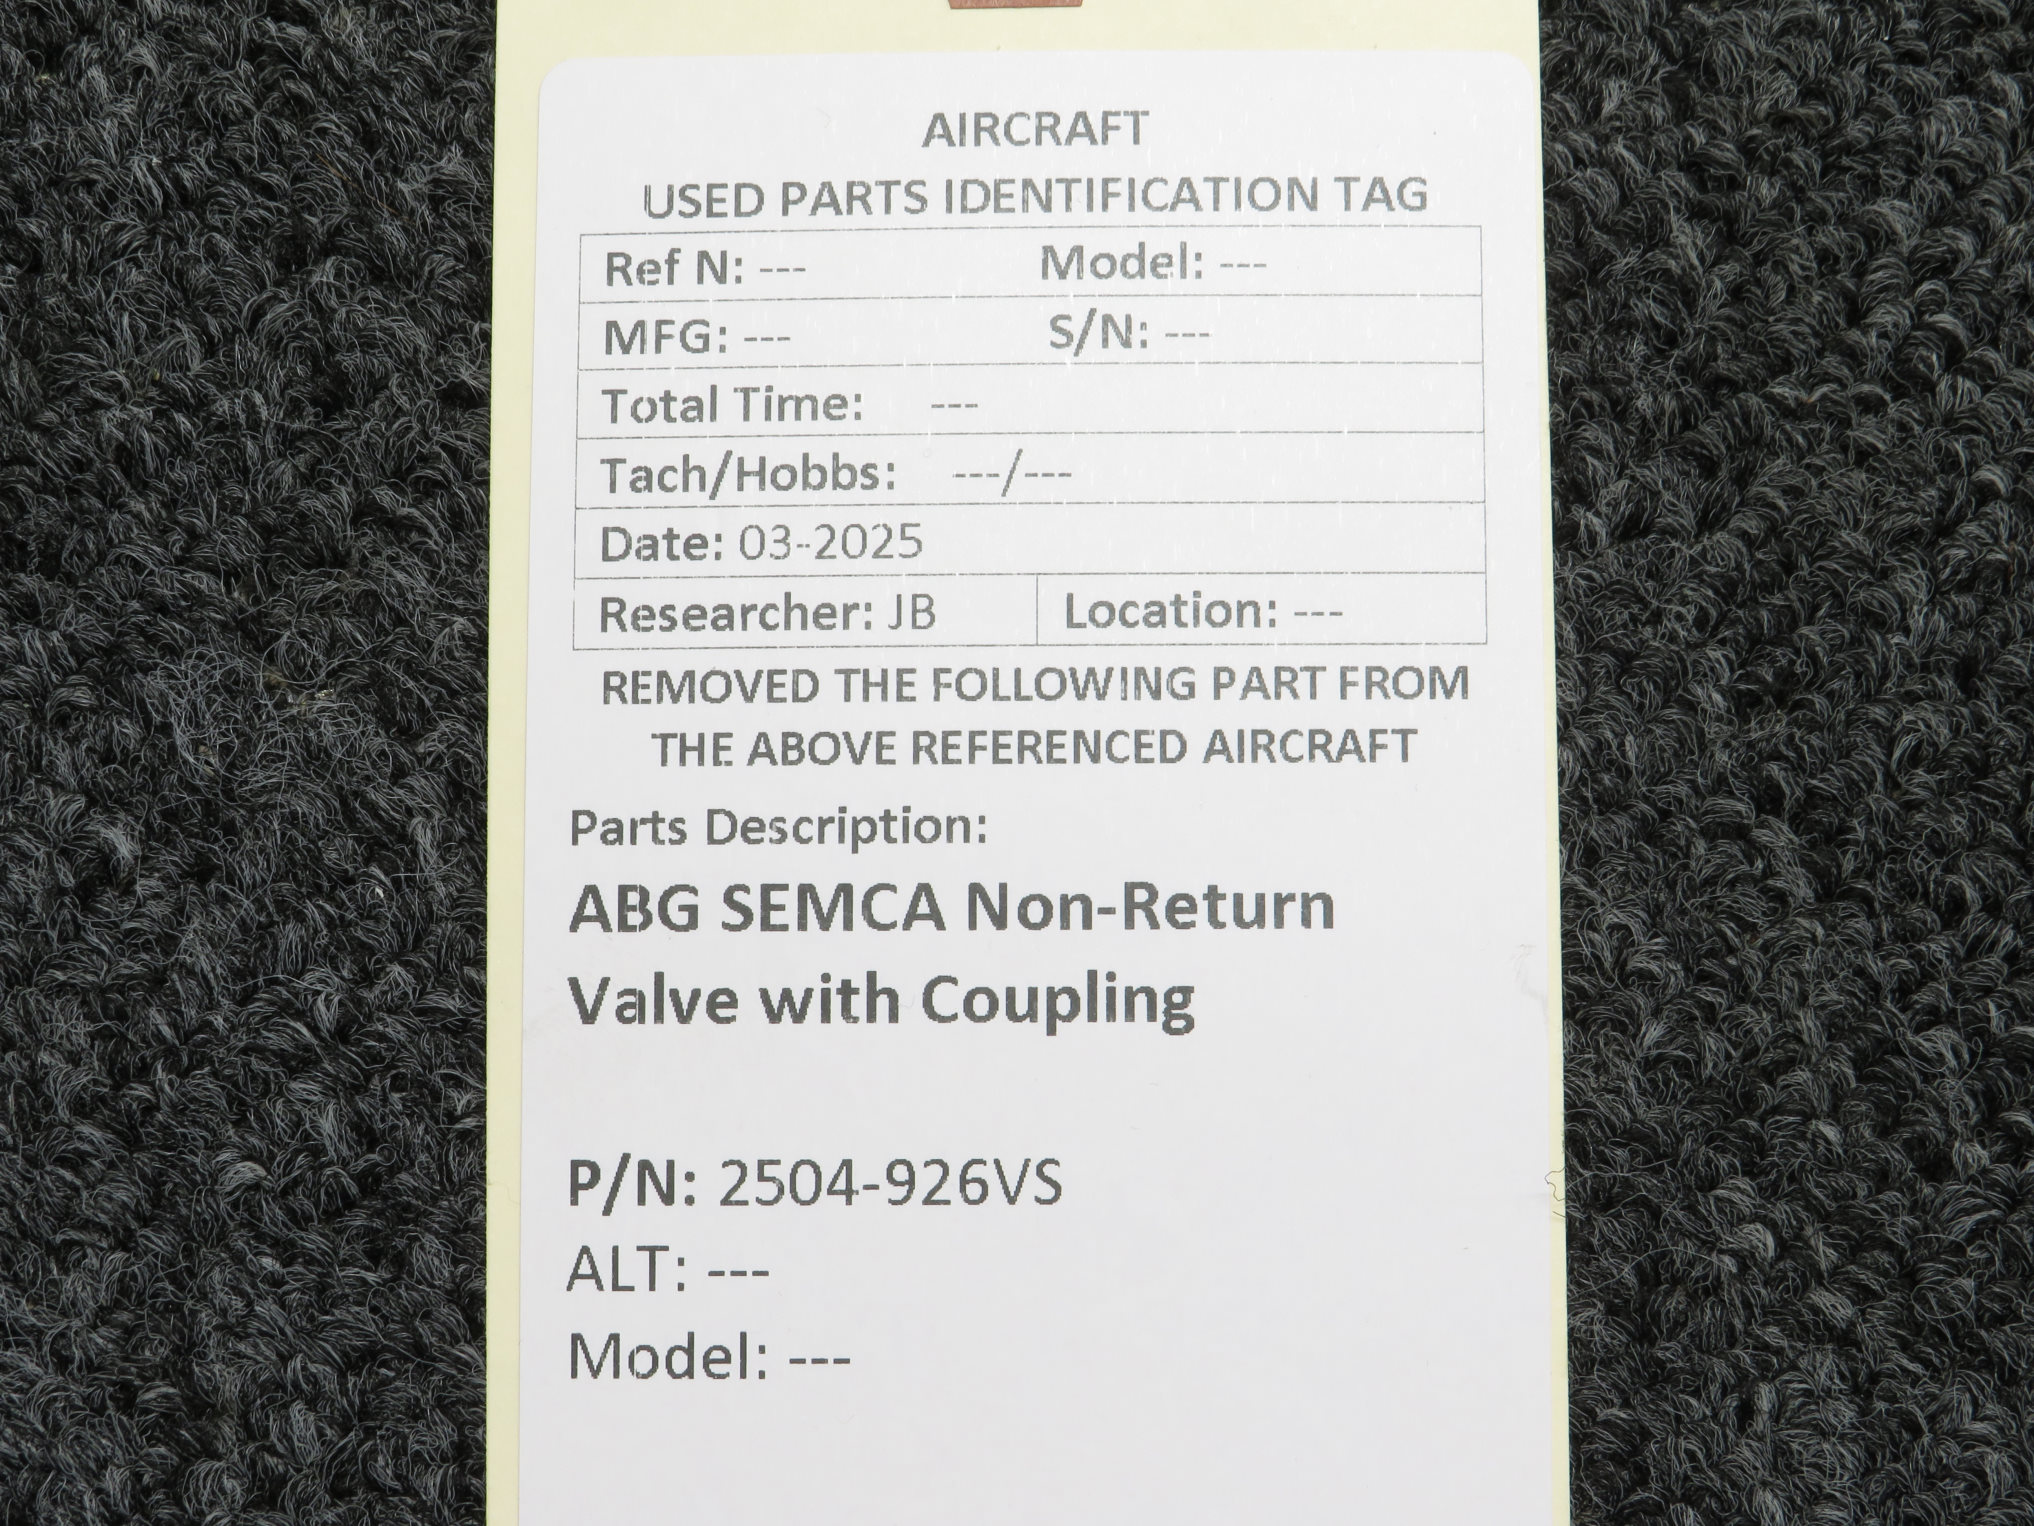 AIRCRAFT
USED PARTS IDENTIFICATION TAG
Ref N: --- Model: ---
MFG: --- S/N: ---
Total Time: ---
Tach/Hobbs: ---/---
Date: 03-2025
Researcher: JB Location: ---
REMOVED THE FOLLOWING PART FROM
THE ABOVE REFERENCED AIRCRAFT
Parts Description:
ABG SEMCA Non-Return
Valve with Coupling
P/N: 2504-926VS
ALT: ---
Model: ---